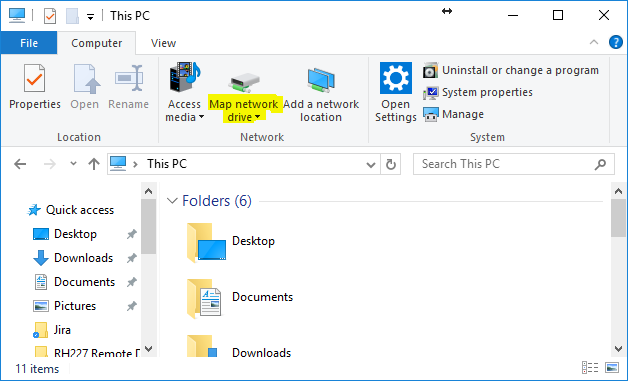 This PC
File Computer View
Properties
Open
Rename
Location
Access media
Map network drive
Add a network location
Network
Open Settings
Uninstall or change a program
System properties
Manage
System
This PC
Search This PC
Quick access
Desktop
Downloads
Documents
Pictures
Jira
RH227 Remote D
Folders (6)
Desktop
Documents
Downloads
11 items